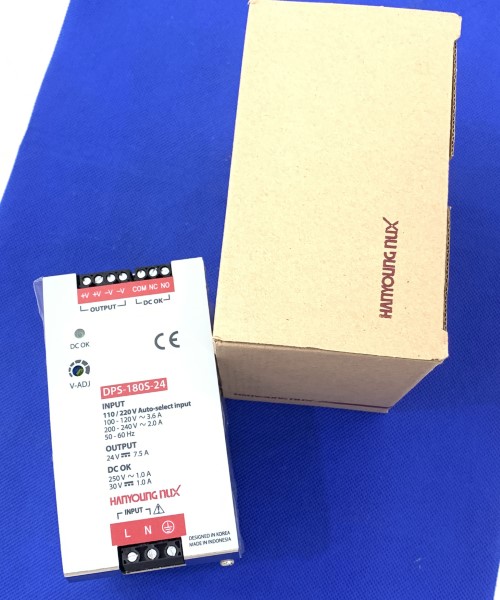 HANYOUNG NUX
+V +V -V -V COM NC NO
OUTPUT DC OK
DC OK
CE
V-ADJ
DPS-180S-24
INPUT
110 / 220 V Auto-select input
100 - 120 V ~ 3.6 A
200 - 240 V ~ 2.0 A
50 - 60 Hz
OUTPUT
24 V ⎓ 7.5 A
DC OK
250 V ~ 1.0 A
30 V ⎓ 1.0 A
HANYOUNG NUX
INPUT
L N
DESIGNED IN KOREA
MADE IN INDONESIA